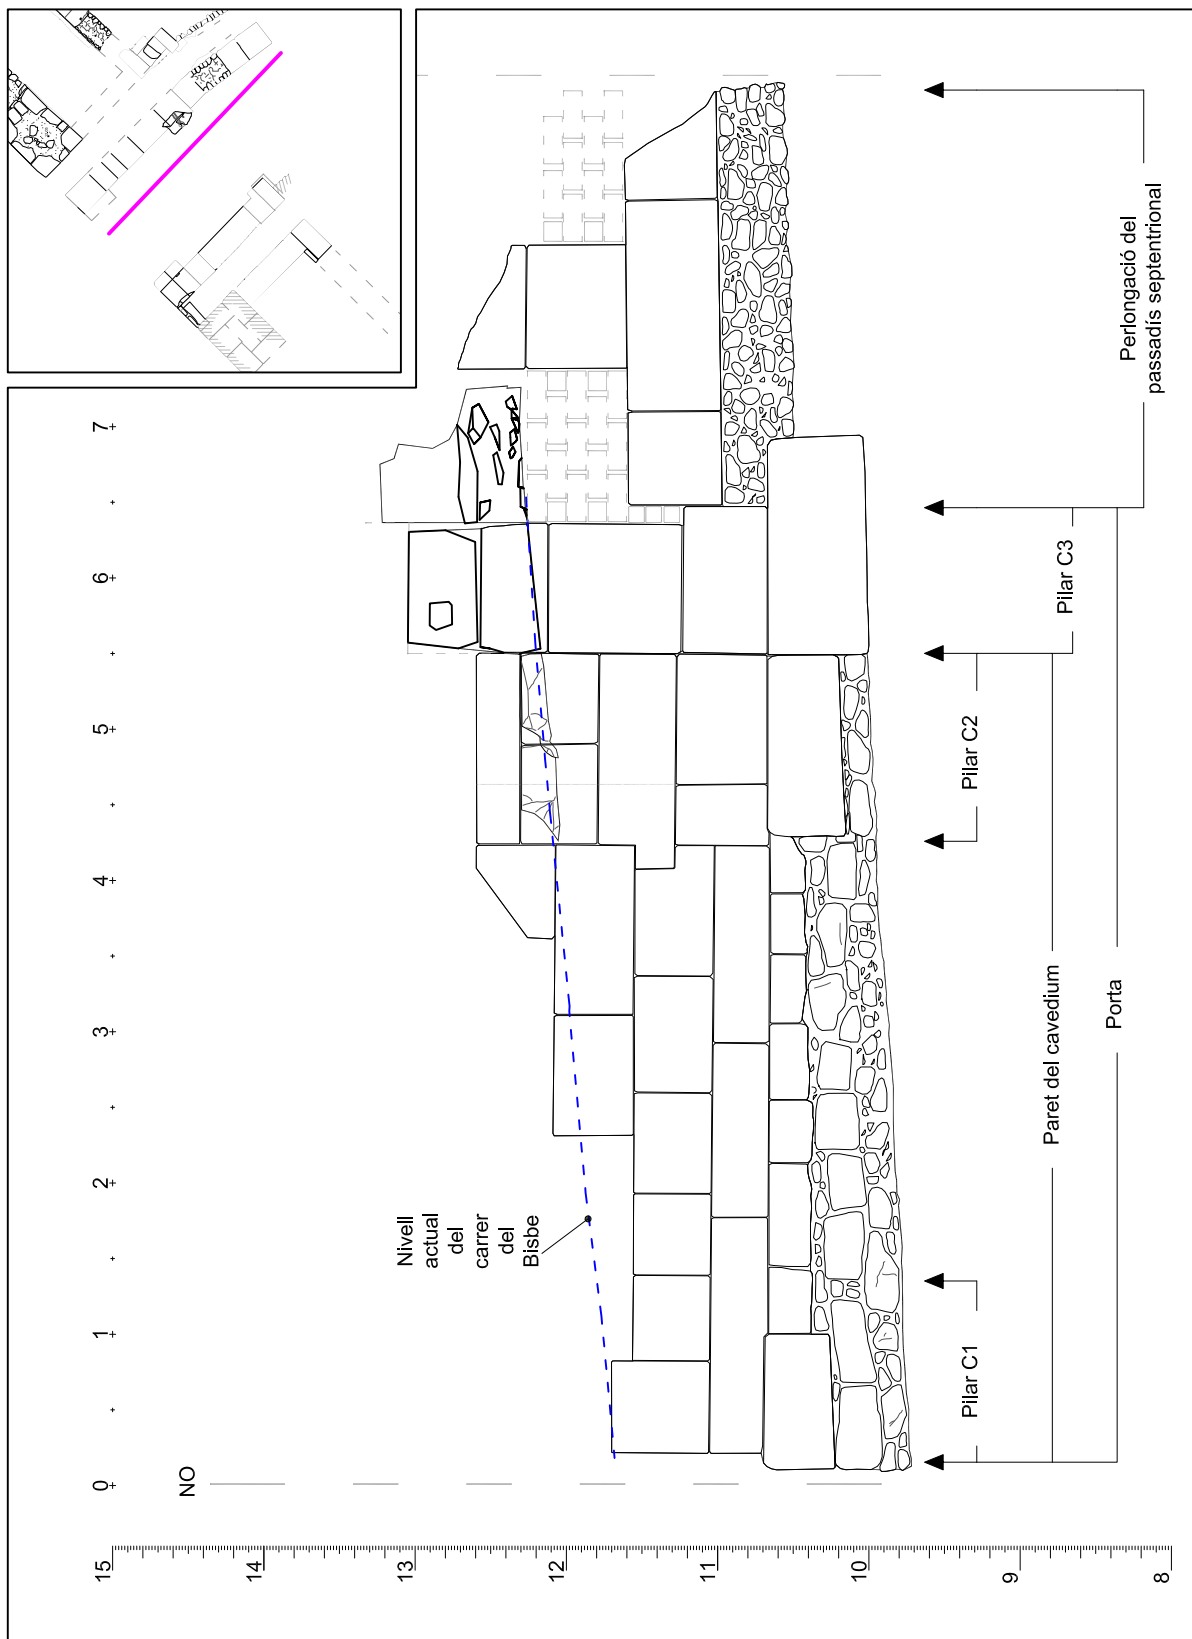 NO
0
1
2
3
4
5
6
7
15
14
13
12
11
10
9
8
Nivell
actual
del
carrer
del
Bisbe
Pilar C1
Pilar C2
Pilar C3
Paret del cavedium
Porta
Perlongació del
passadís septentrional